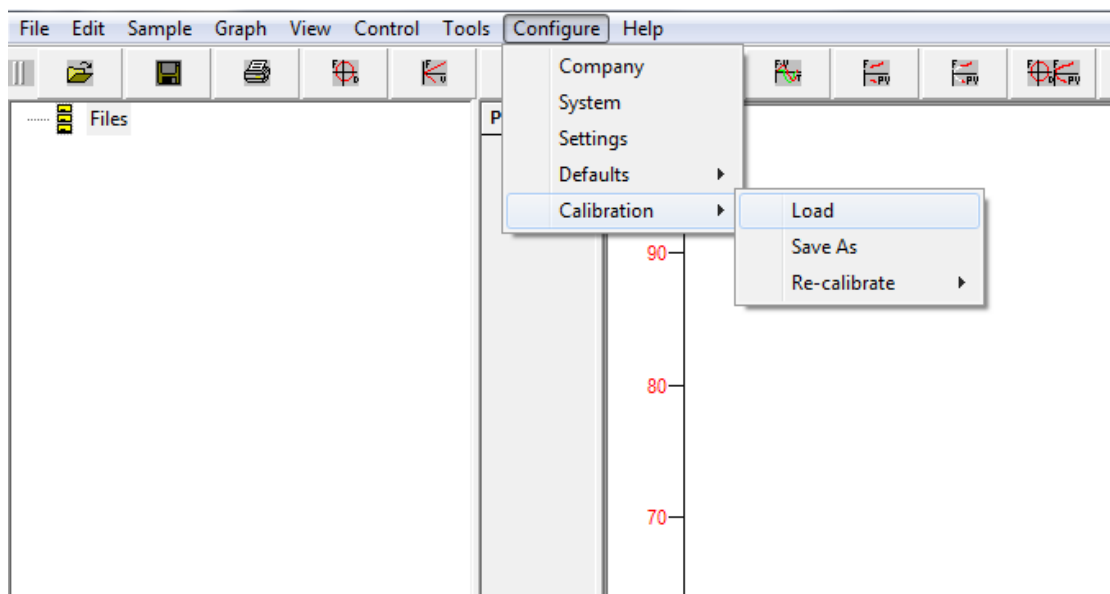 File Edit Sample Graph View Control Tools Configure Help
Files
P
Company
System
Settings
Defaults
Calibration
Load
Save As
Re-calibrate
90
80
70